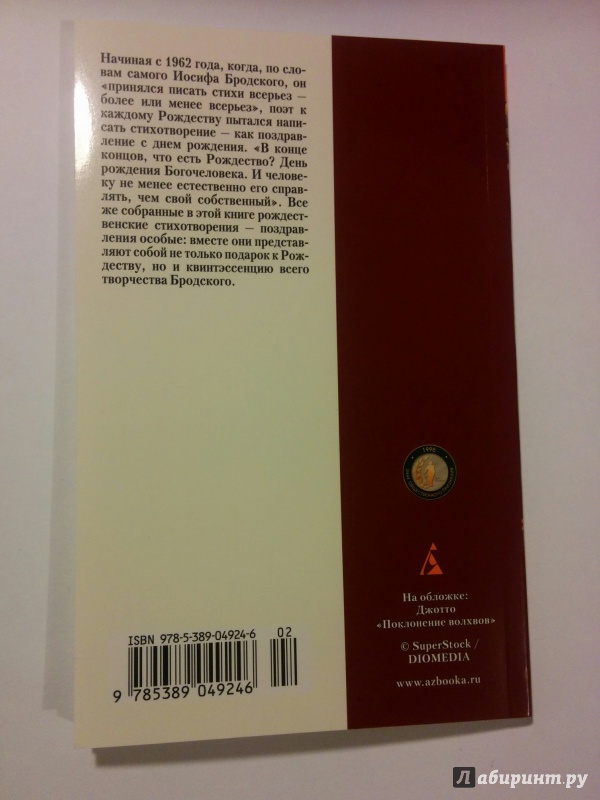 Начиная с 1962 года, когда, по сло-
вам самого Иосифа Бродского, он
«принялся писать стихи всерьез —
более или менее всерьез», поэт к
каждому Рождеству пытался напи-
сать стихотворение — как поздрав-
ление с днем рождения. «В конце
концов, что есть Рождество? День
рождения Богочеловека. И челове-
ку не менее естественно его справ-
лять, чем свой собственный». Все
же собранные в этой книге рождест-
венские стихотворения — поздрав-
ления особые: вместе они представ-
ляют собой не только подарок к Рож-
деству, но и квинтэссенцию всего
творчества Бродского.
На обложке:
Джотто
«Поклонение волхвов»
© SuperStock /
DIOMEDIA
www.azbooka.ru
ISBN 978-5-389-04924-6 02
9 785389 049246
Лабиринт.ру